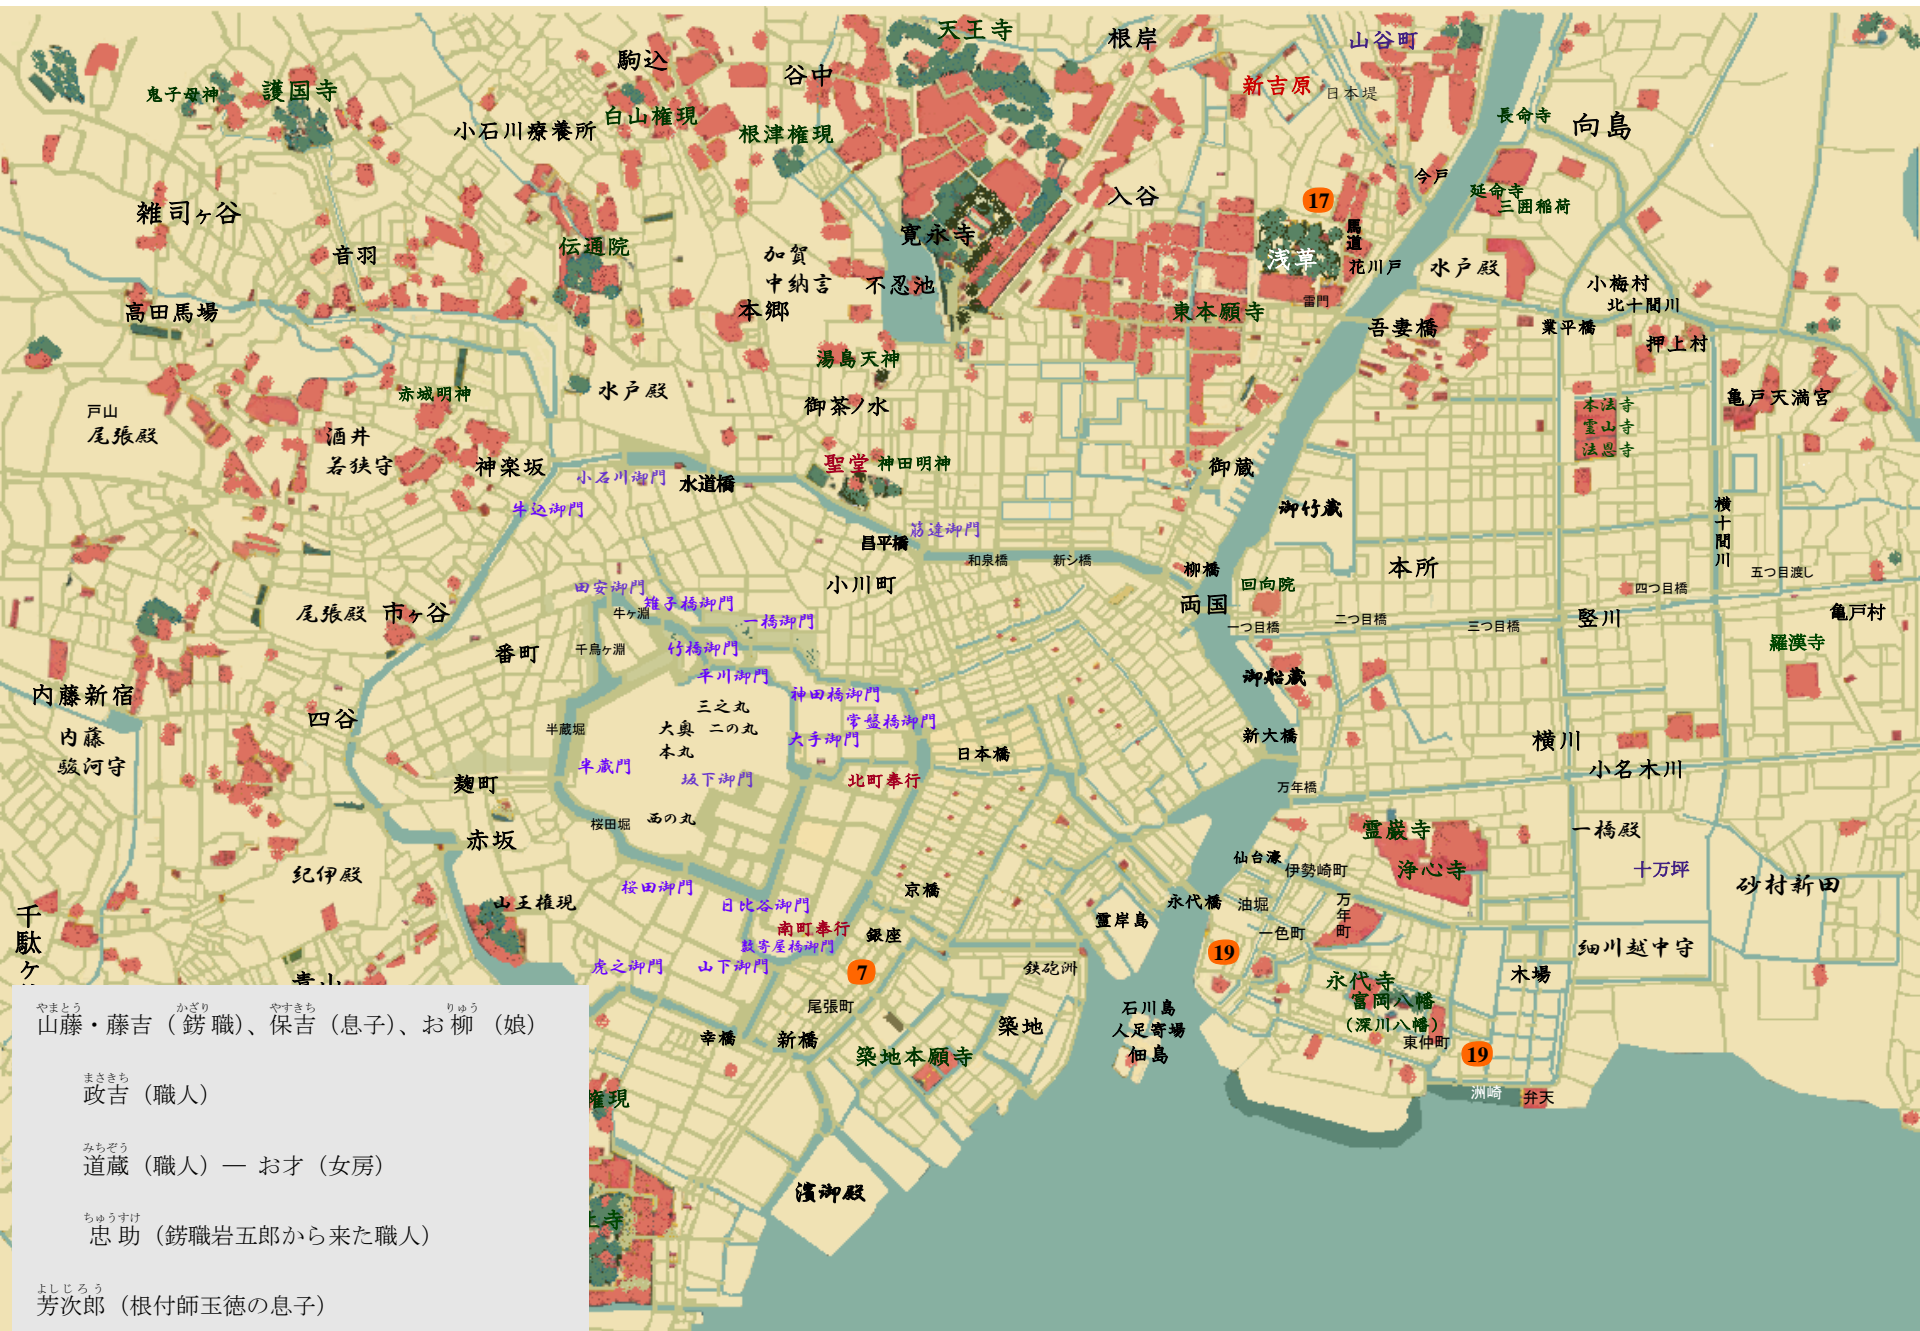 天王寺
根岸
山谷町
駒込
谷中
新吉原
日本堤
鬼子母神
護国寺
白山権現
小石川療養所
根津権現
長命寺
向島
今戸
入谷
延命寺
三囲稲荷
17
雑司ヶ谷
音羽
伝通院
加賀
中納言
寛永寺
不忍池
馬道
浅草
花川戸
水戸殿
小梅村
北十間川
高田馬場
本郷
東本願寺
雷門
吾妻橋
業平橋
押上村
湯島天神
赤城明神
水戸殿
御茶ノ水
戸山
尾張殿
本法寺
霊山寺
法恩寺
亀戸天満宮
酒井
若狭守
神楽坂
小石川御門
水道橋
聖堂
神田明神
御蔵
牛込御門
御竹蔵
横十間川
昌平橋
筋違御門
和泉橋
新シ橋
柳橋
本所
小川町
両国
回向院
四つ目橋
五つ目渡し
田安御門
雉子橋御門
牛ヶ淵
一橋御門
尾張殿
市ヶ谷
一つ目橋
二つ目橋
三つ目橋
竪川
亀戸村
番町
千鳥ヶ淵
竹橋御門
羅漢寺
平川御門
御船蔵
内藤新宿
神田橋御門
四谷
三之丸
常盤橋御門
半蔵堀
大奥
二の丸
大手御門
新大橋
横川
内藤
駿河守
本丸
日本橋
半蔵門
坂下御門
北町奉行
小名木川
麹町
万年橋
桜田堀
西の丸
赤坂
霊巌寺
一橋殿
仙台濠
伊勢崎町
浄心寺
十万坪
砂村新田
紀伊殿
桜田御門
京橋
山王権現
日比谷御門
永代橋
油堀
万年町
霊岸島
千駄ヶ
南町奉行
銀座
一色町
数寄屋橋御門
細川越中守
虎之御門
山下御門
7
鉄砲洲
19
木場
青山
永代寺
富岡八幡
(深川八幡)
尾張町
石川島
人足寄場
佃島
築地
幸橋
新橋
築地本願寺
東仲町
19
洲崎
弁天
権現
濱御殿
寺
やまとう かざり やすきち りゅう
山藤・藤吉（錺職）、保吉（息子）、お柳（娘）
まさきち
政吉（職人）
みちぞう
道蔵（職人）― お才（女房）
ちゅうすけ
忠助（錺職岩五郎から来た職人）
よしじろう
芳次郎（根付師玉徳の息子）